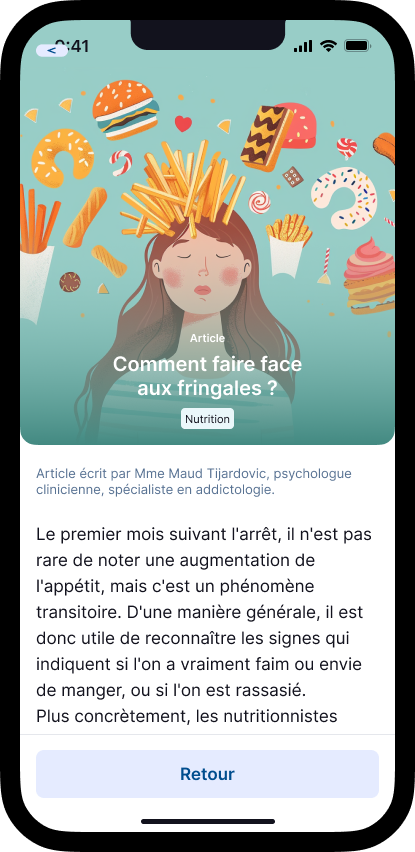 9:41
<
Article
Comment faire face
aux fringales ?
Nutrition
Article écrit par Mme Maud Tijardovic, psychologue
clinicienne, spécialiste en addictologie.
Le premier mois suivant l'arrêt, il n'est pas
rare de noter une augmentation de
l'appétit, mais c'est un phénomène
transitoire. D'une manière générale, il est
donc utile de reconnaître les signes qui
indiquent si l'on a vraiment faim ou envie
de manger, ou si l'on est rassasié.
Plus concrètement, les nutritionnistes
Retour